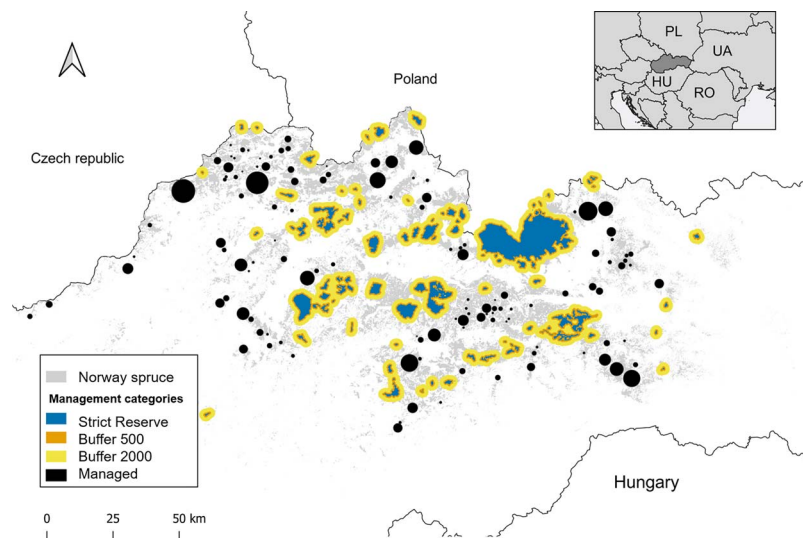 PL
UA
HU
RO
Poland
Czech republic
Norway spruce
Management categories
Strict Reserve
Buffer 500
Buffer 2000
Managed
Hungary
0 25 50 km